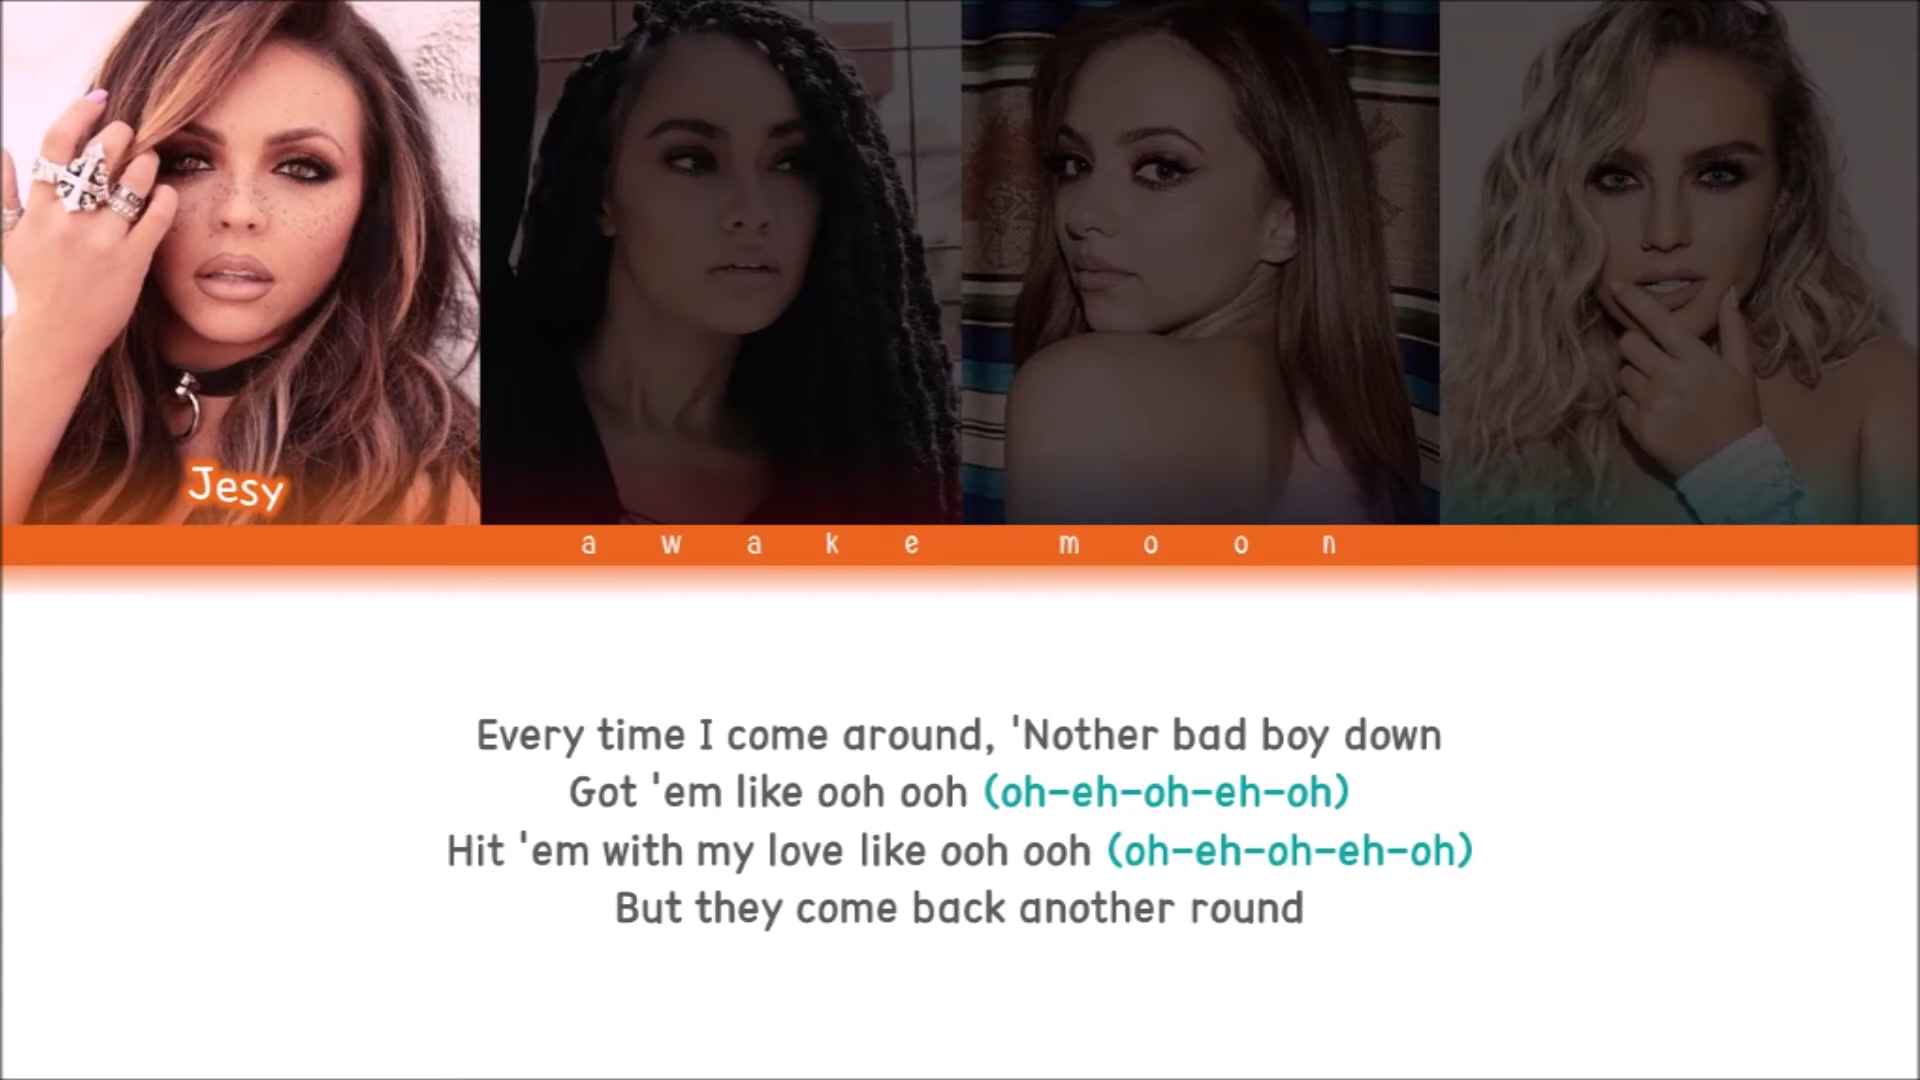 Jesy
awake moon
Every time I come around, 'Nother bad boy down
Got 'em like ooh ooh (oh-eh-oh-eh-oh)
Hit 'em with my love like ooh ooh (oh-eh-oh-eh-oh)
But they come back another round